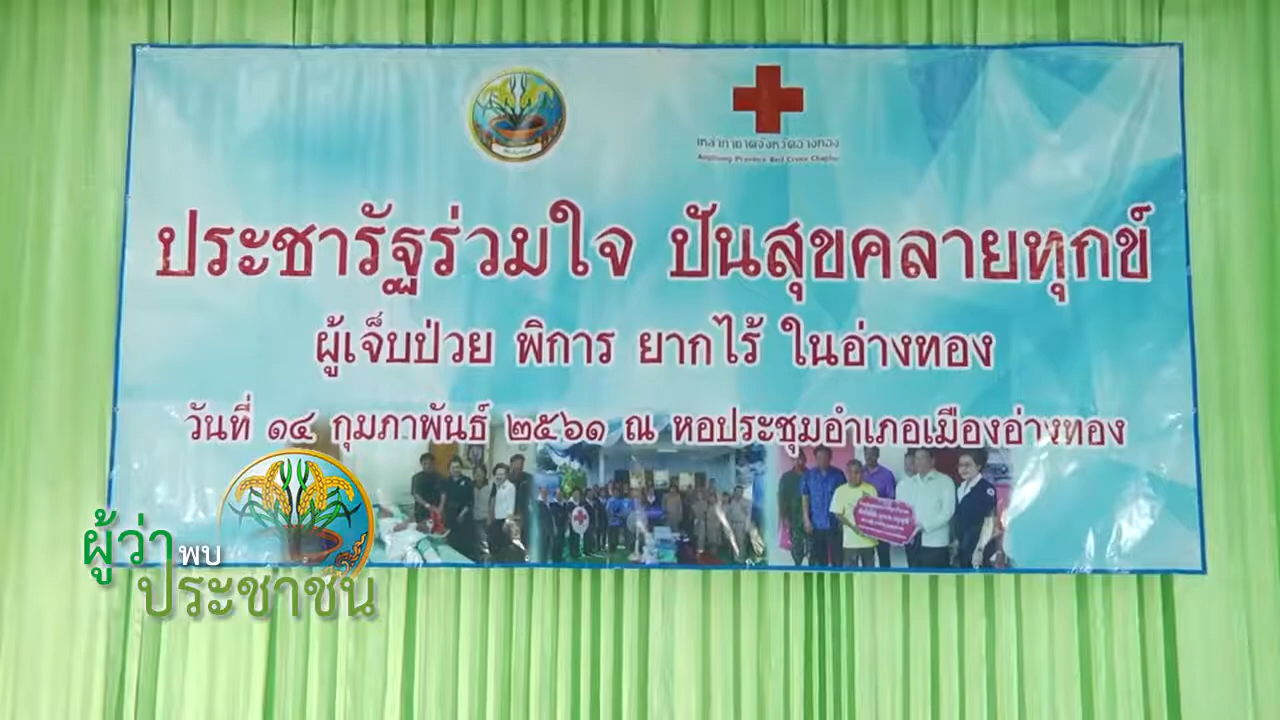 เหล่ากาชาดจังหวัดอ่างทอง
Angthong Province Red Cross Chapter
ประชารัฐร่วมใจ ปันสุขคลายทุกข์
ผู้เจ็บป่วย พิการ ยากไร้ ในอ่างทอง
วันที่ ๑๔ กุมภาพันธ์ ๒๕๖๑ ณ หอประชุมอำเภอเมืองอ่างทอง
ผู้ว่า
พบ
ประชาชน